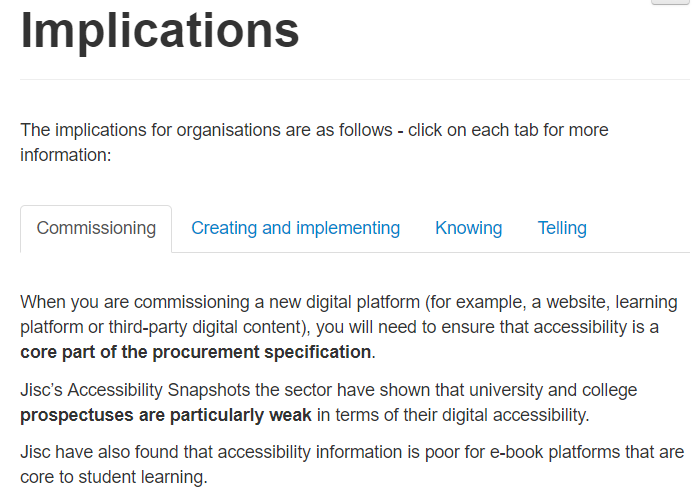 Implications
The implications for organisations are as follows - click on each tab for more
information:
Commissioning Creating and implementing Knowing Telling
When you are commissioning a new digital platform (for example, a website, learning
platform or third-party digital content), you will need to ensure that accessibility is a
core part of the procurement specification.
Jisc's Accessibility Snapshots the sector have shown that university and college
prospectuses are particularly weak in terms of their digital accessibility.
Jisc have also found that accessibility information is poor for e-book platforms that are
core to student learning.